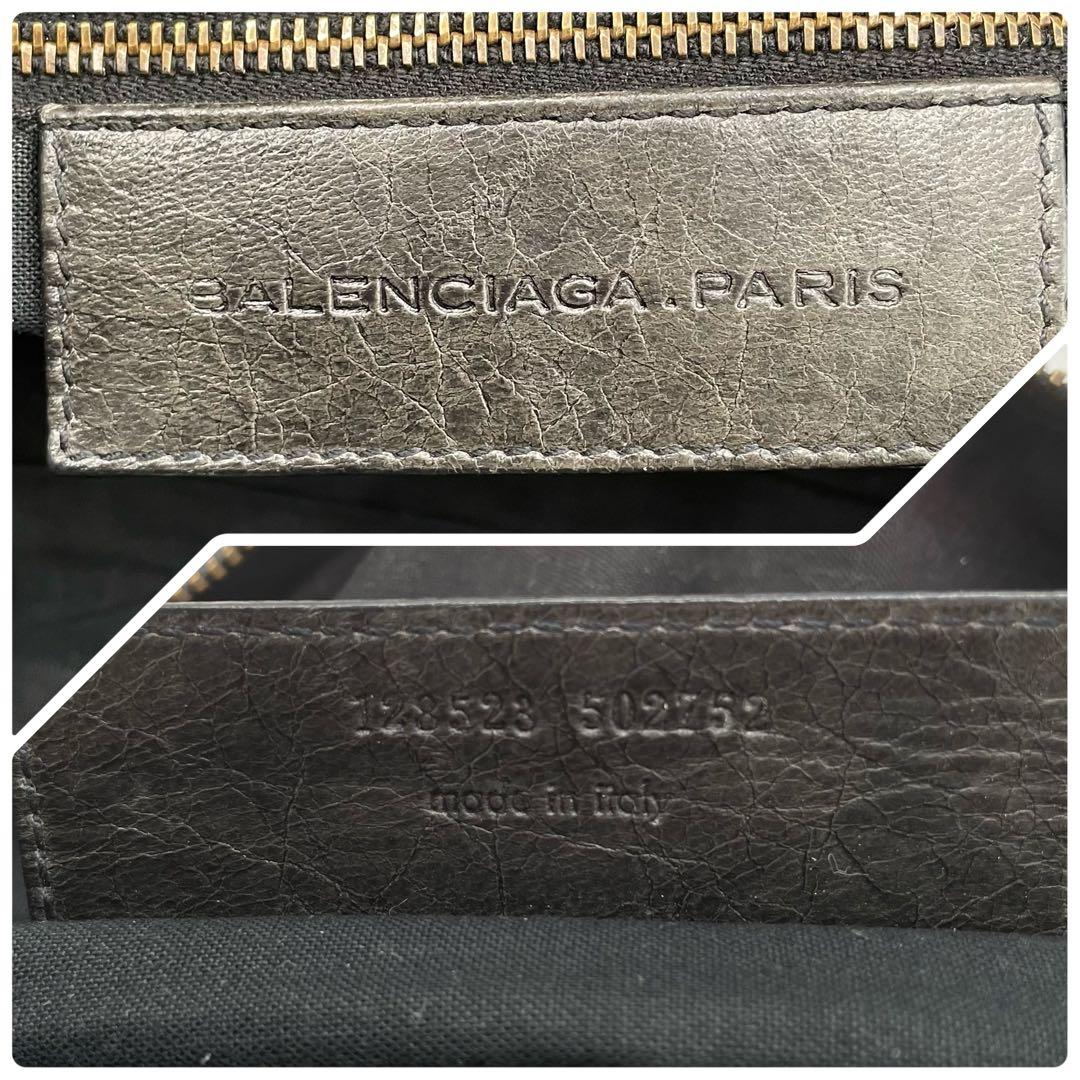 BALENCIAGA.PARIS
128523 502752
made in italy